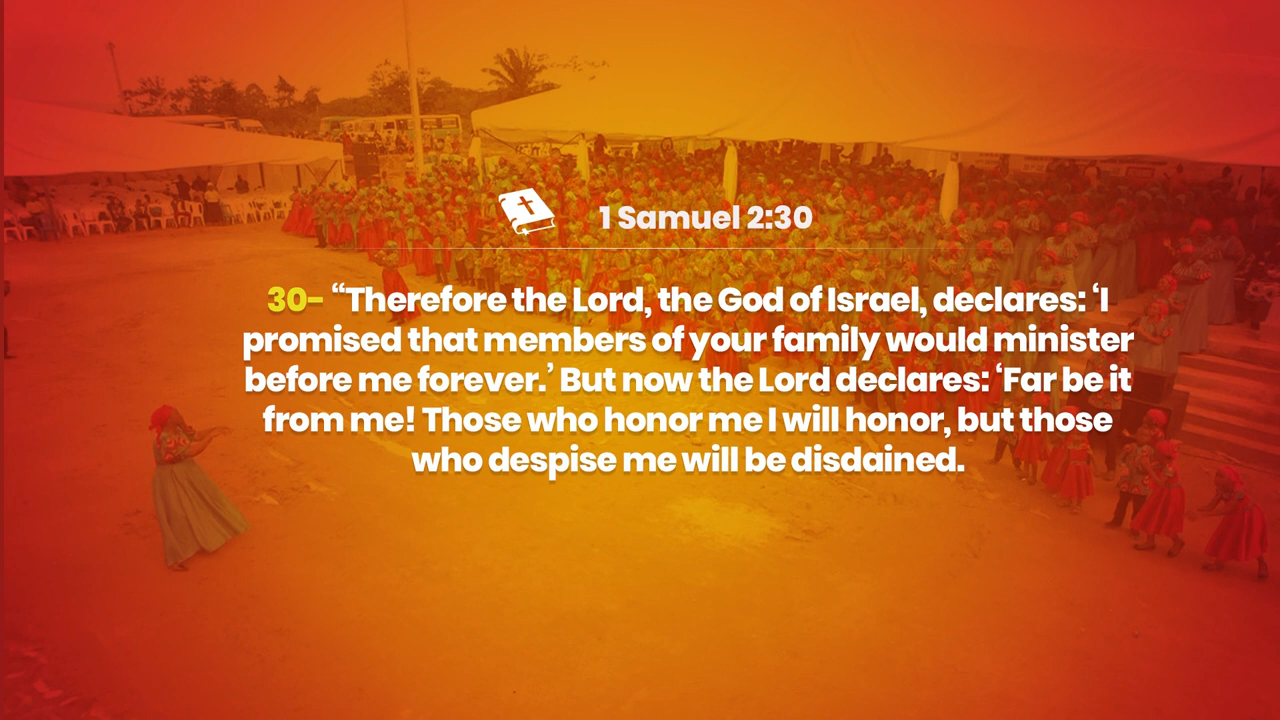 1 Samuel 2:30
30- “Therefore the Lord, the God of Israel, declares: ‘I
promised that members of your family would minister
before me forever.’ But now the Lord declares: ‘Far be it
from me! Those who honor me I will honor, but those
who despise me will be disdained.